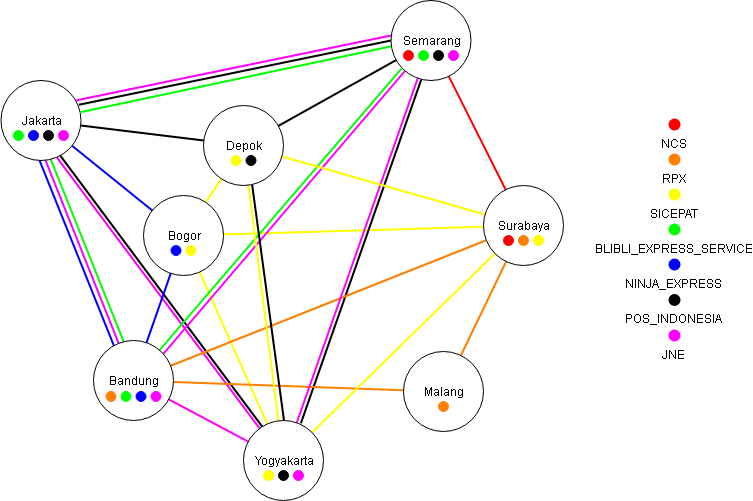 Semarang
Jakarta
Depok
NCS
RPX
SICEPAT
Surabaya
Bogor
BLIBLI_EXPRESS_SERVICE
NINJA_EXPRESS
POS_INDONESIA
JNE
Bandung
Malang
Yogyakarta